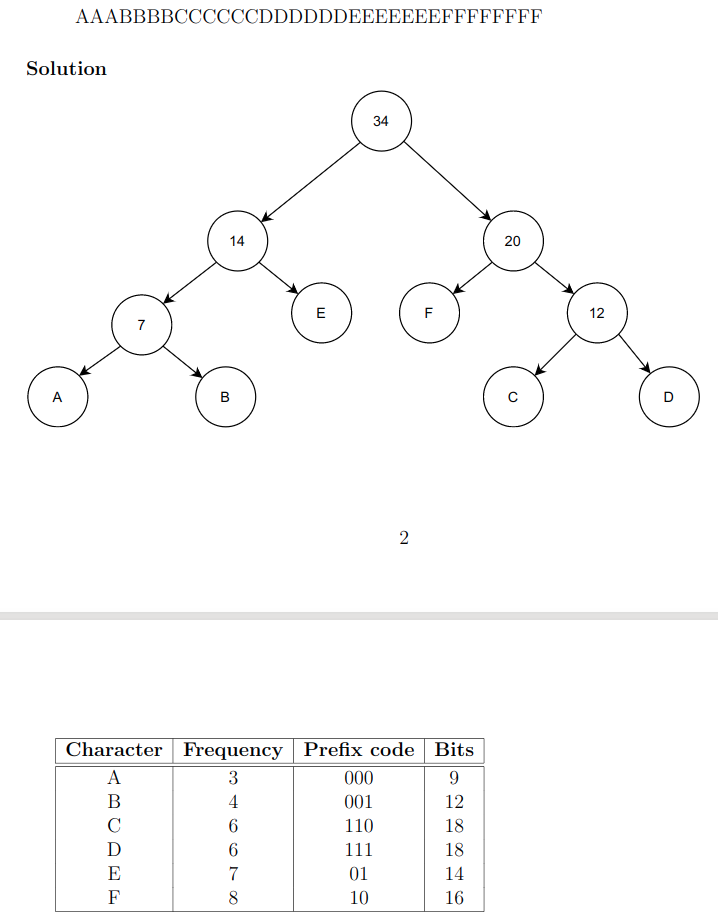 AAABBBBCCCCCCDDDDDDEEEEEEEFFFFFFFF
Solution
34
14 20
7 E F 12
A B C D
2
Character Frequency Prefix code Bits
A 3 000 9
B 4 001 12
C 6 110 18
D 6 111 18
E 7 01 14
F 8 10 16